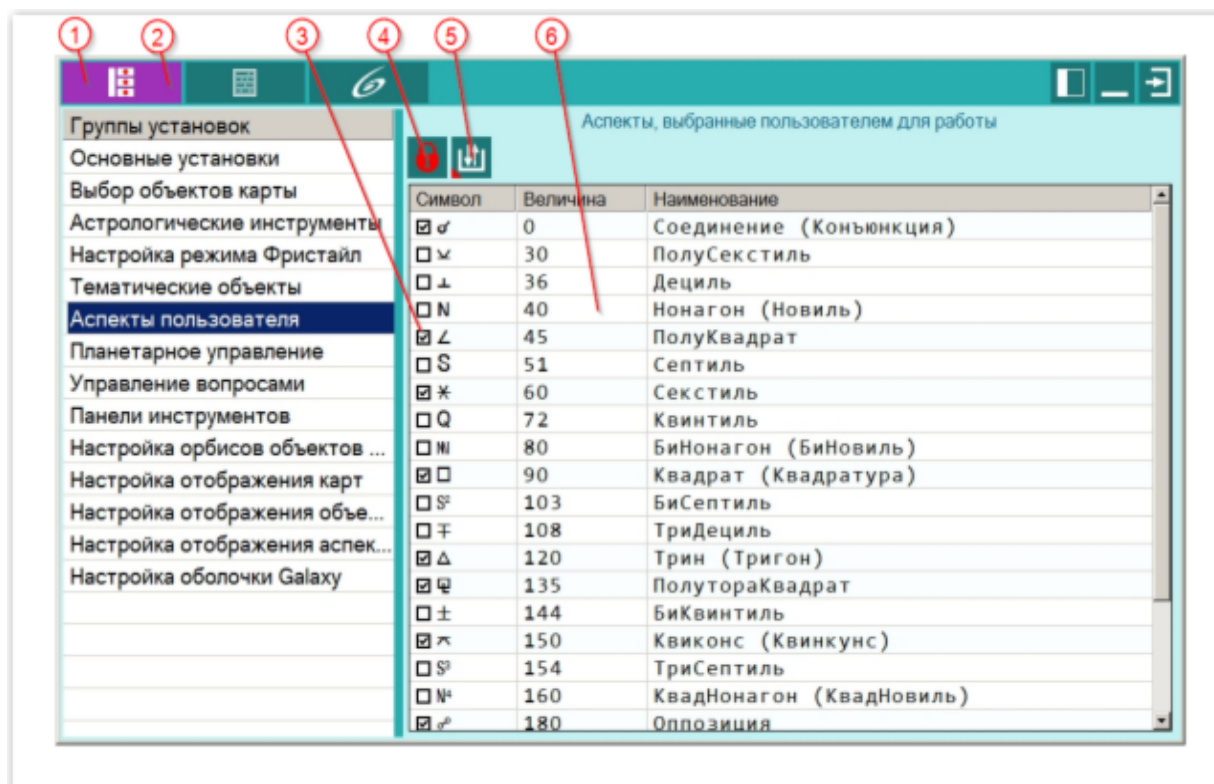 1 2 3 4 5 6
Аспекты, выбранные пользователем для работы
Группы установок
Основные установки
Выбор объектов карты
Астрологические инструменты
Настройка режима Фристайл
Тематические объекты
Аспекты пользователя
Планетарное управление
Управление вопросами
Панели инструментов
Настройка орбисов объектов ...
Настройка отображения карт
Настройка отображения объе...
Настройка отображения аспек...
Настройка оболочки Galaxy
Символ Величина Наименование
0 Соединение (Конъюнкция)
30 ПолуСекстиль
36 Дециль
N 40 Нонагон (Новиль)
45 ПолуКвадрат
S 51 Септиль
60 Секстиль
Q 72 Квинтиль
80 БиНонагон (БиНовиль)
90 Квадрат (Квадратура)
S² 103 БиСептиль
108 ТриДециль
120 Трин (Тригон)
135 ПолутораКвадрат
144 БиКвинтиль
150 Квиконс (Квинкунс)
S³ 154 ТриСептиль
N⁴ 160 КвадНонагон (КвадНовиль)
180 Оппозиция